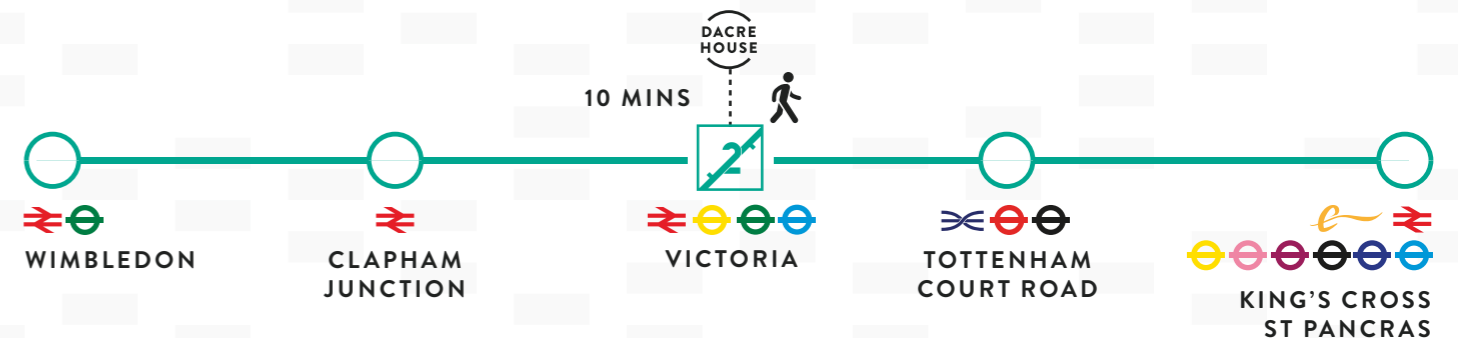 DACRE
HOUSE
10 MINS
2
WIMBLEDON
CLAPHAM
JUNCTION
VICTORIA
TOTTENHAM
COURT ROAD
e
KING'S CROSS
ST PANCRAS